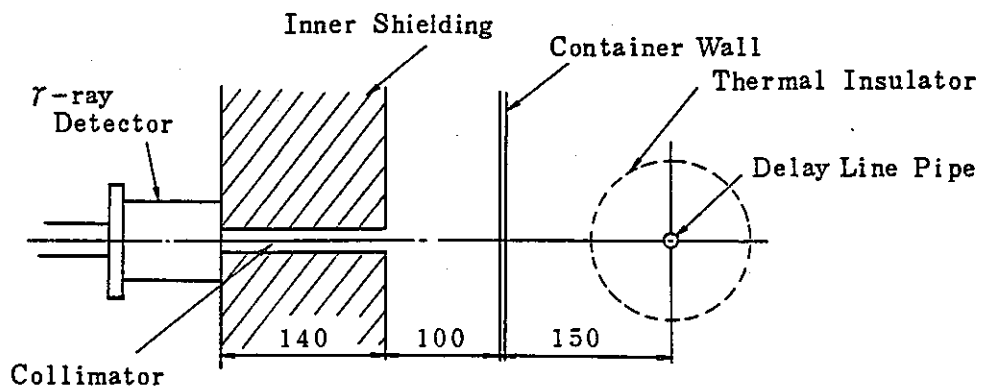 Inner Shielding
Container Wall
Thermal Insulator
γ-ray
Detector
Delay Line Pipe
140
100
150
Collimator